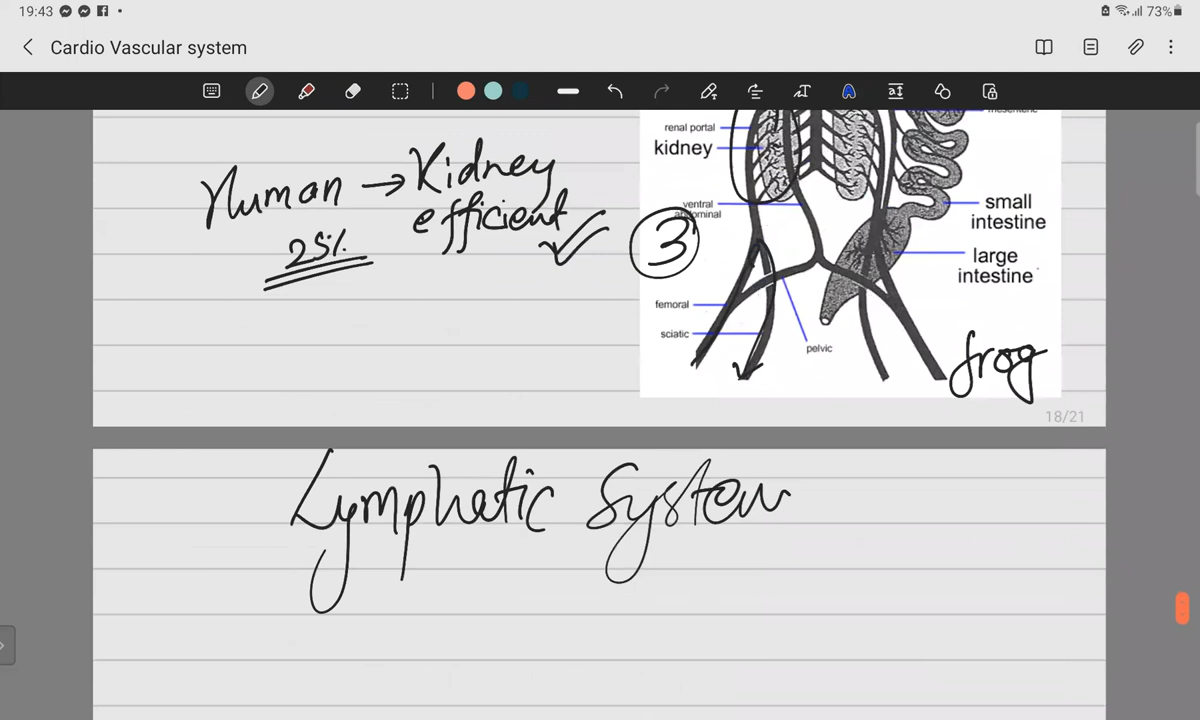 19:43
73%
Cardio Vascular system
Human → Kidney
efficient
25%
renal portal
kidney
ventral
abdominal
3
small
intestine
large
intestine
femoral
sciatic
pelvic
frog
18/21
Lymphatic System